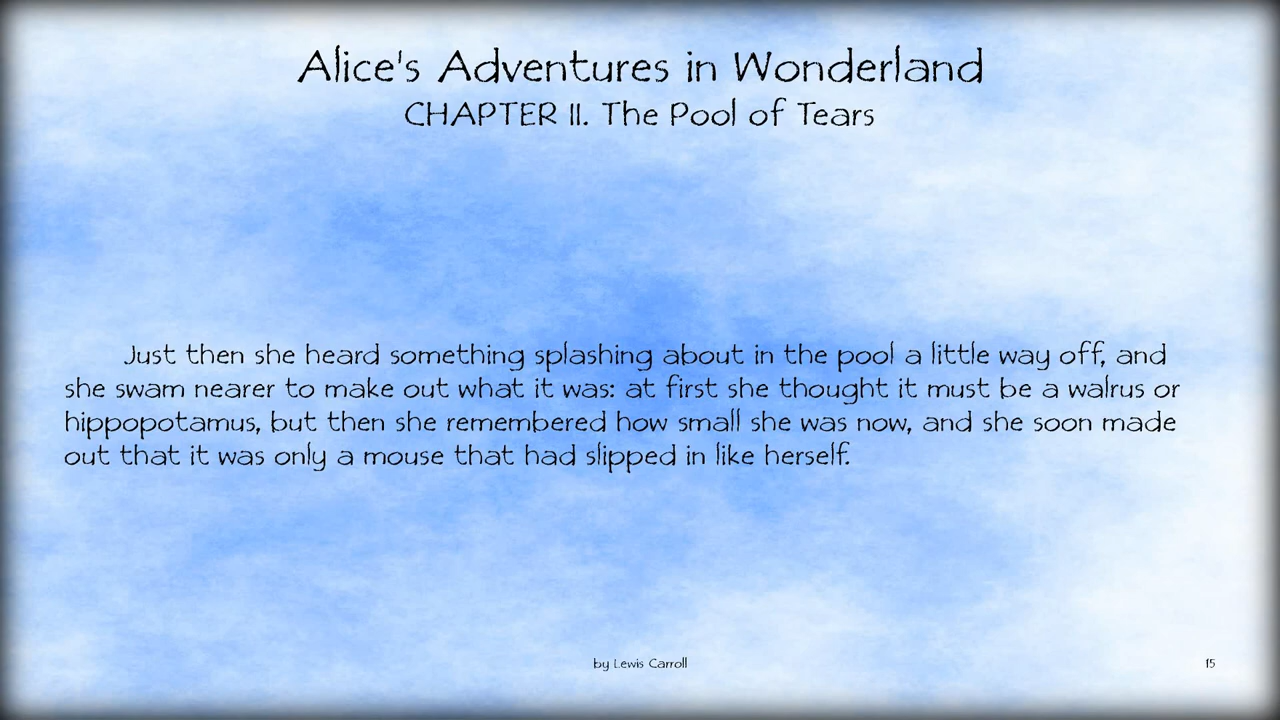 Alice's Adventures in Wonderland
CHAPTER II. The Pool of Tears
Just then she heard something splashing about in the pool a little way off, and
she swam nearer to make out what it was: at first she thought it must be a walrus or
hippopotamus, but then she remembered how small she was now, and she soon made
out that it was only a mouse that had slipped in like herself.
by Lewis Carroll
15